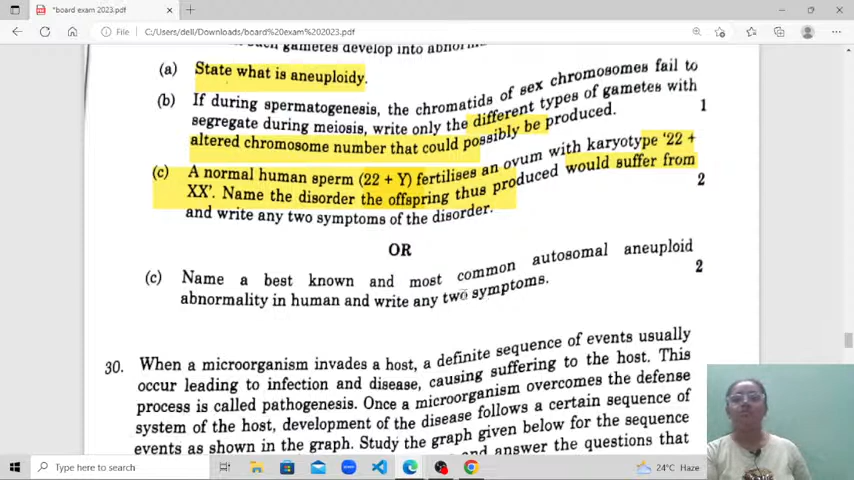 *board exam 2023.pdf
File
C:/Users/dell/Downloads/board%20exam%202023.pdf
gametes develop into
(a) State what is aneuploidy.
(b) If during spermatogenesis, the chromatids of sex chromosomes fail to
segregate during meiosis, write only the different types of gametes with
altered chromosome number that could possibly be produced.
1
(c) A normal human sperm (22 + Y) fertilises an ovum with karyotype '22 +
XX'. Name the disorder the offspring thus produced would suffer from
and write any two symptoms of the disorder.
2
OR
(c) Name a best known and most common autosomal aneuploid
abnormality in human and write any two symptoms.
2
30. When a microorganism invades a host, a definite sequence of events usually
occur leading to infection and disease, causing suffering to the host. This
process is called pathogenesis. Once a microorganism overcomes the defense
system of the host, development of the disease follows a certain sequence of
events as shown in the graph. Study the graph given below for the sequence
and answer the questions that
Type here to search
24°C Haze